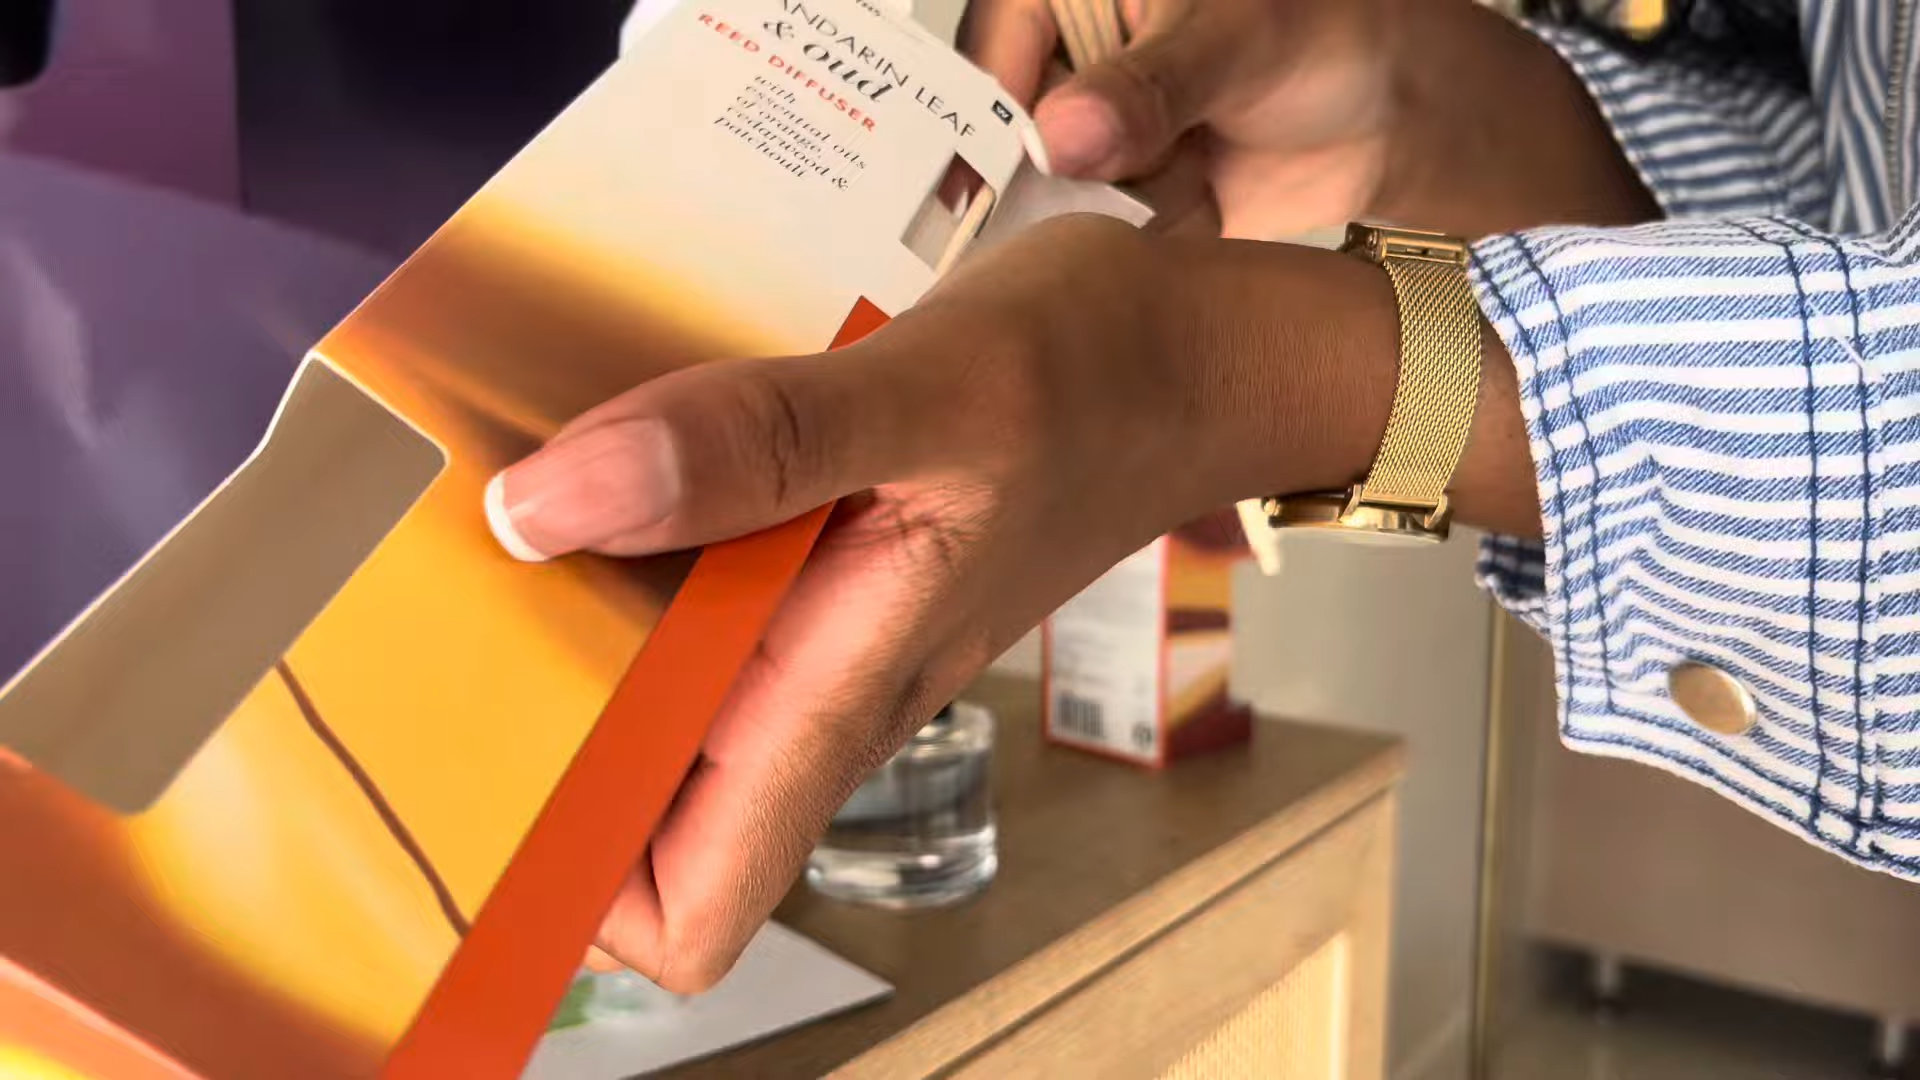 ANDARIN LEAF
& oud
REED DIFFUSER
with
essential oils
of orange,
cedarwood &
patchouli
W